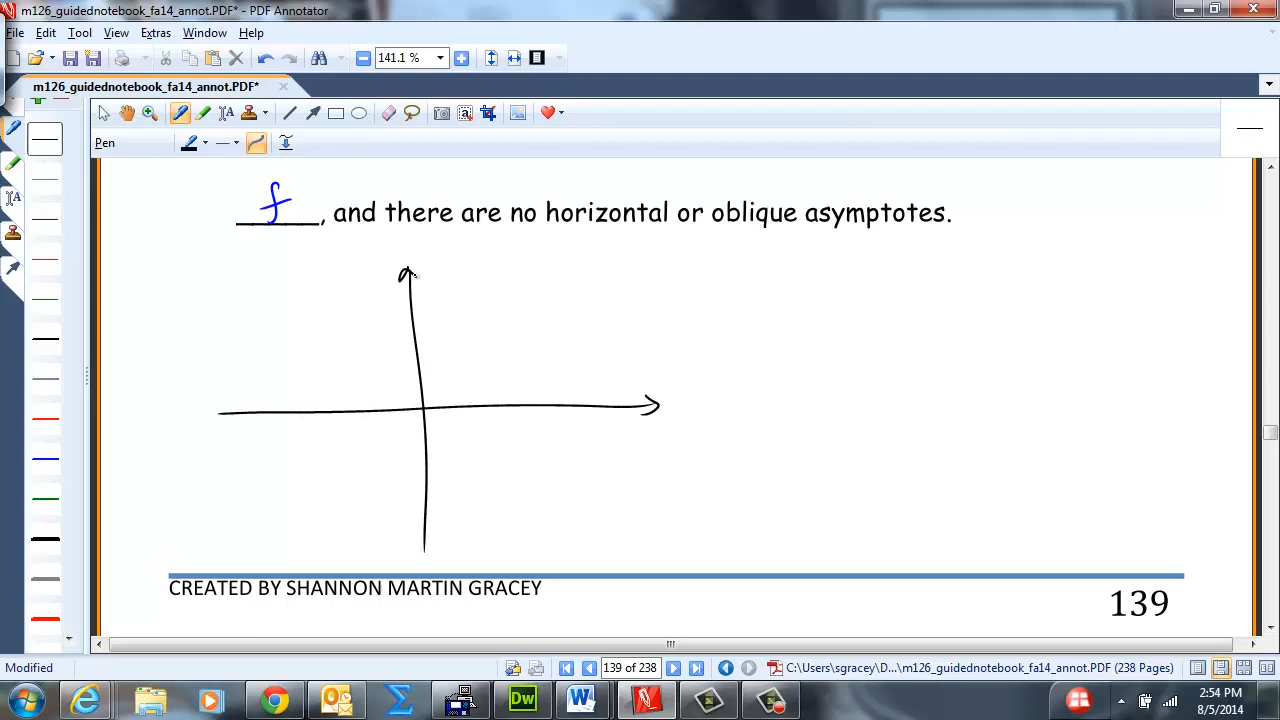 m126_guidednotebook_fa14_annot.PDF* - PDF Annotator
File Edit Tool View Extras Window Help
141.1 %
m126_guidednotebook_fa14_annot.PDF*
Pen
f, and there are no horizontal or oblique asymptotes.
CREATED BY SHANNON MARTIN GRACEY
139
Modified
139 of 238
C:\Users\sgracey\D...\m126_guidednotebook_fa14_annot.PDF (238 Pages)
Dw
2:54 PM
8/5/2014